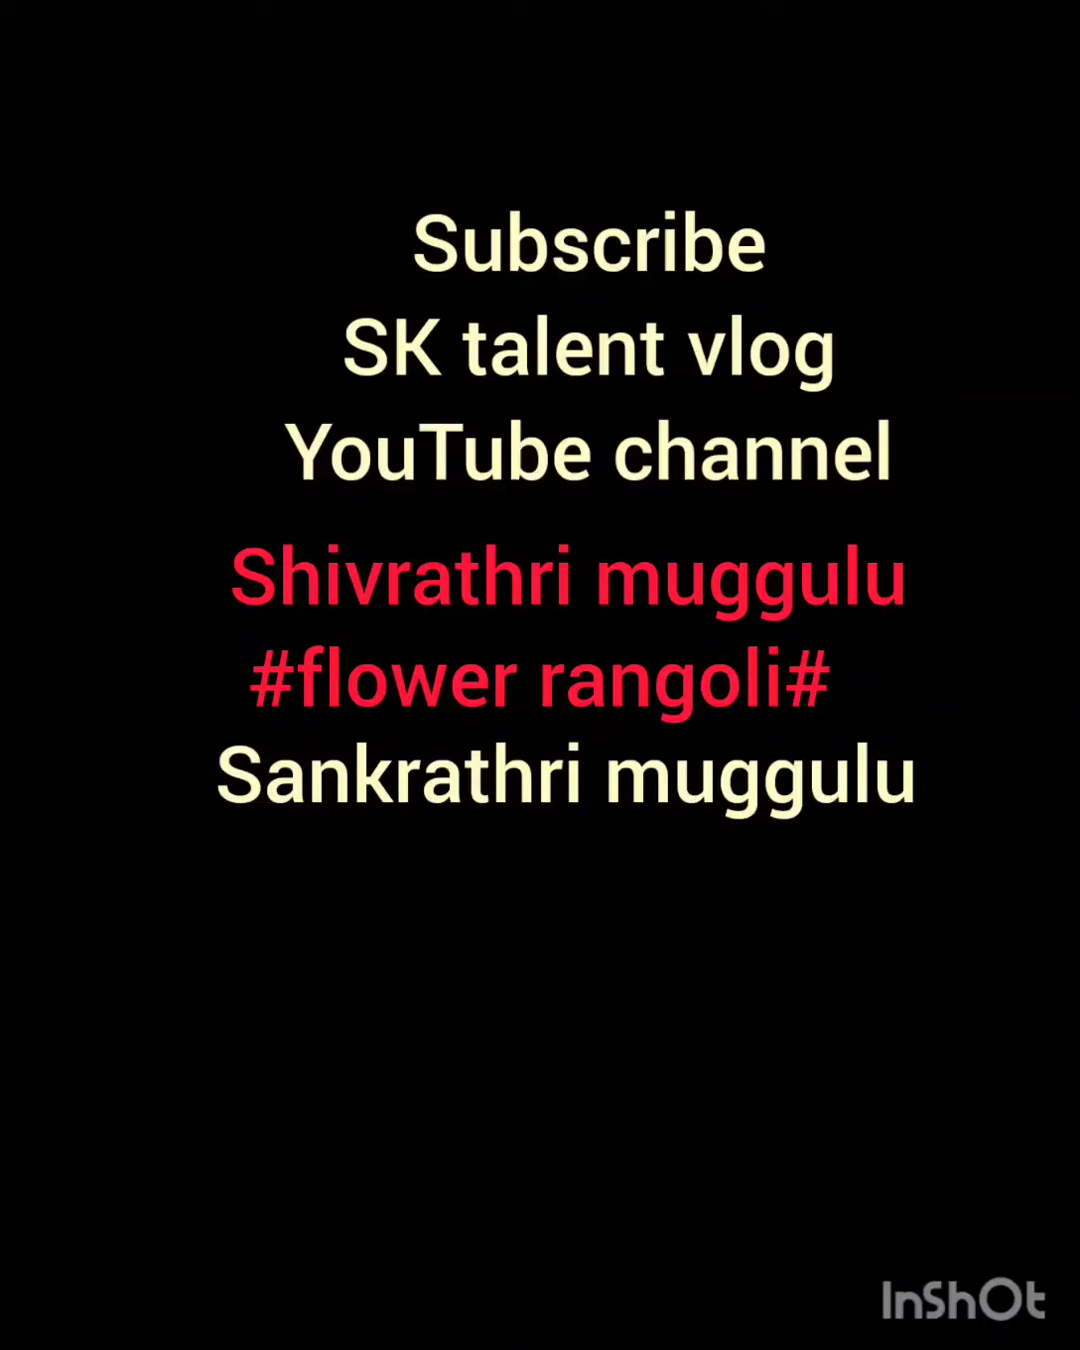 Subscribe
SK talent vlog
YouTube channel
Shivrathri muggulu
#flower rangoli#
Sankrathri muggulu
InShOt